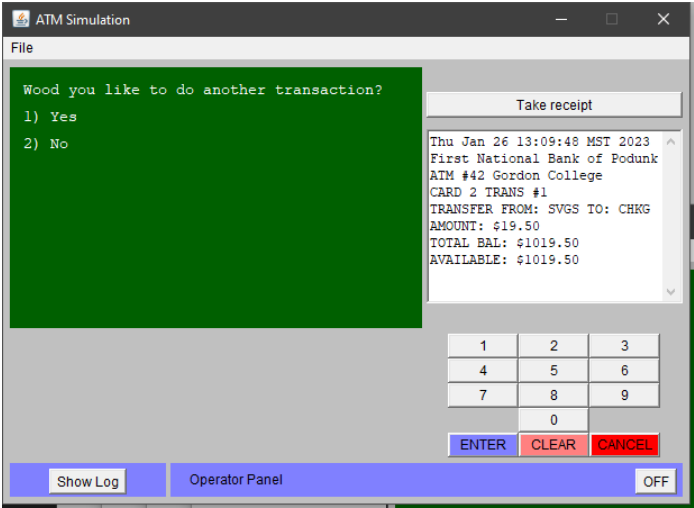 ATM Simulation
File
Wood you like to do another transaction?
1) Yes
2) No
Take receipt
Thu Jan 26 13:09:48 MST 2023
First National Bank of Podunk
ATM #42 Gordon College
CARD 2 TRANS #1
TRANSFER FROM: SVGS TO: CHKG
AMOUNT: $19.50
TOTAL BAL: $1019.50
AVAILABLE: $1019.50
1 2 3
4 5 6
7 8 9
0
ENTER CLEAR CANCEL
Show Log Operator Panel OFF